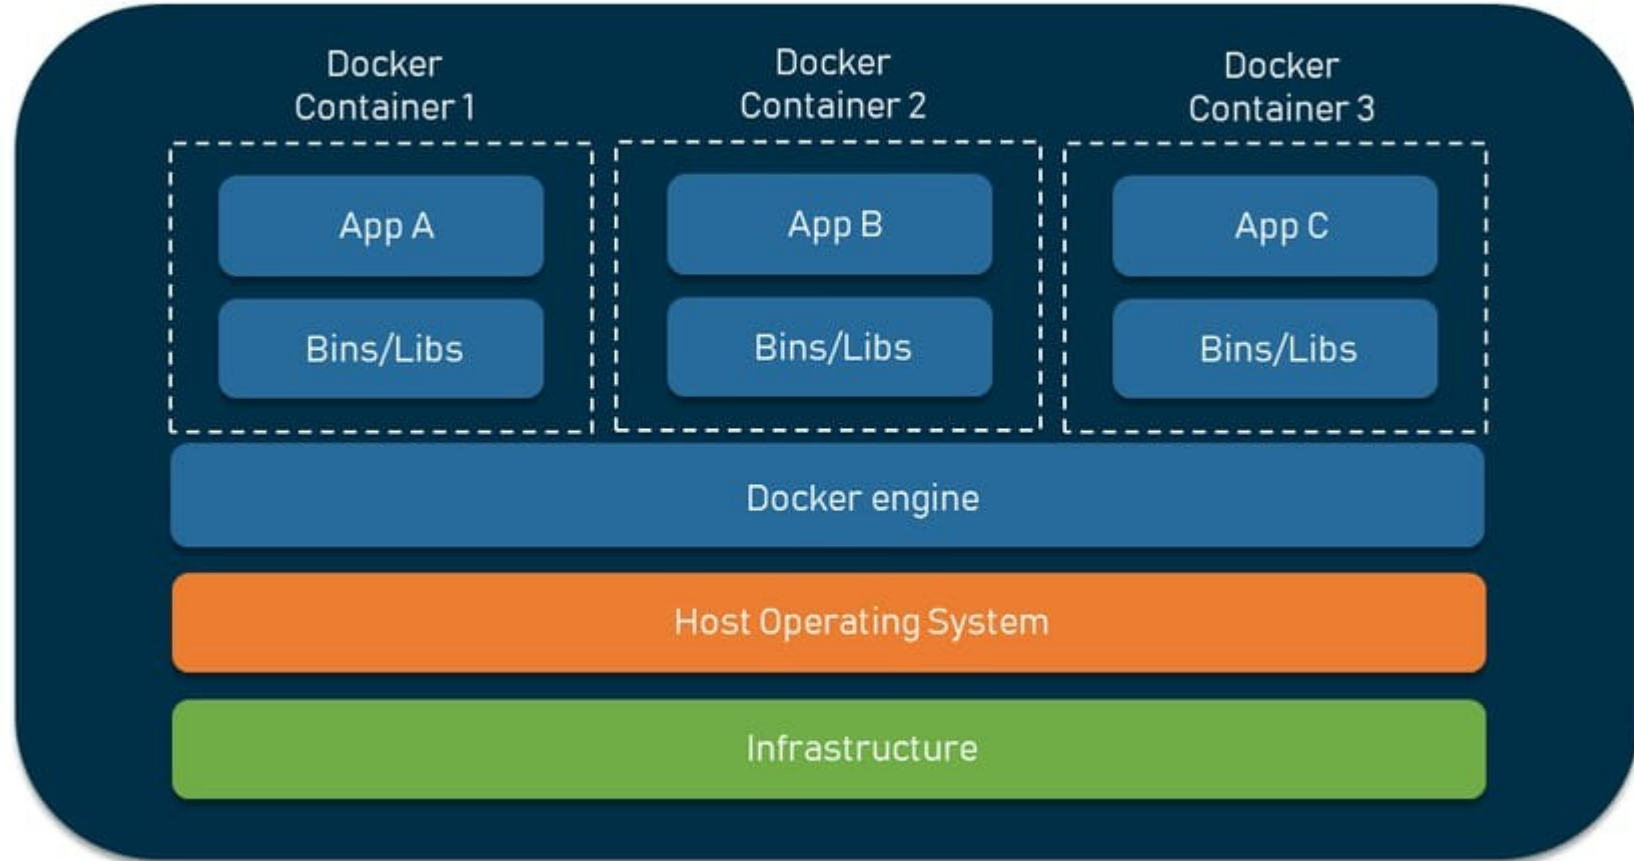 Docker
Container 1
Docker
Container 2
Docker
Container 3
App A
App B
App C
Bins/Libs
Bins/Libs
Bins/Libs
Docker engine
Host Operating System
Infrastructure